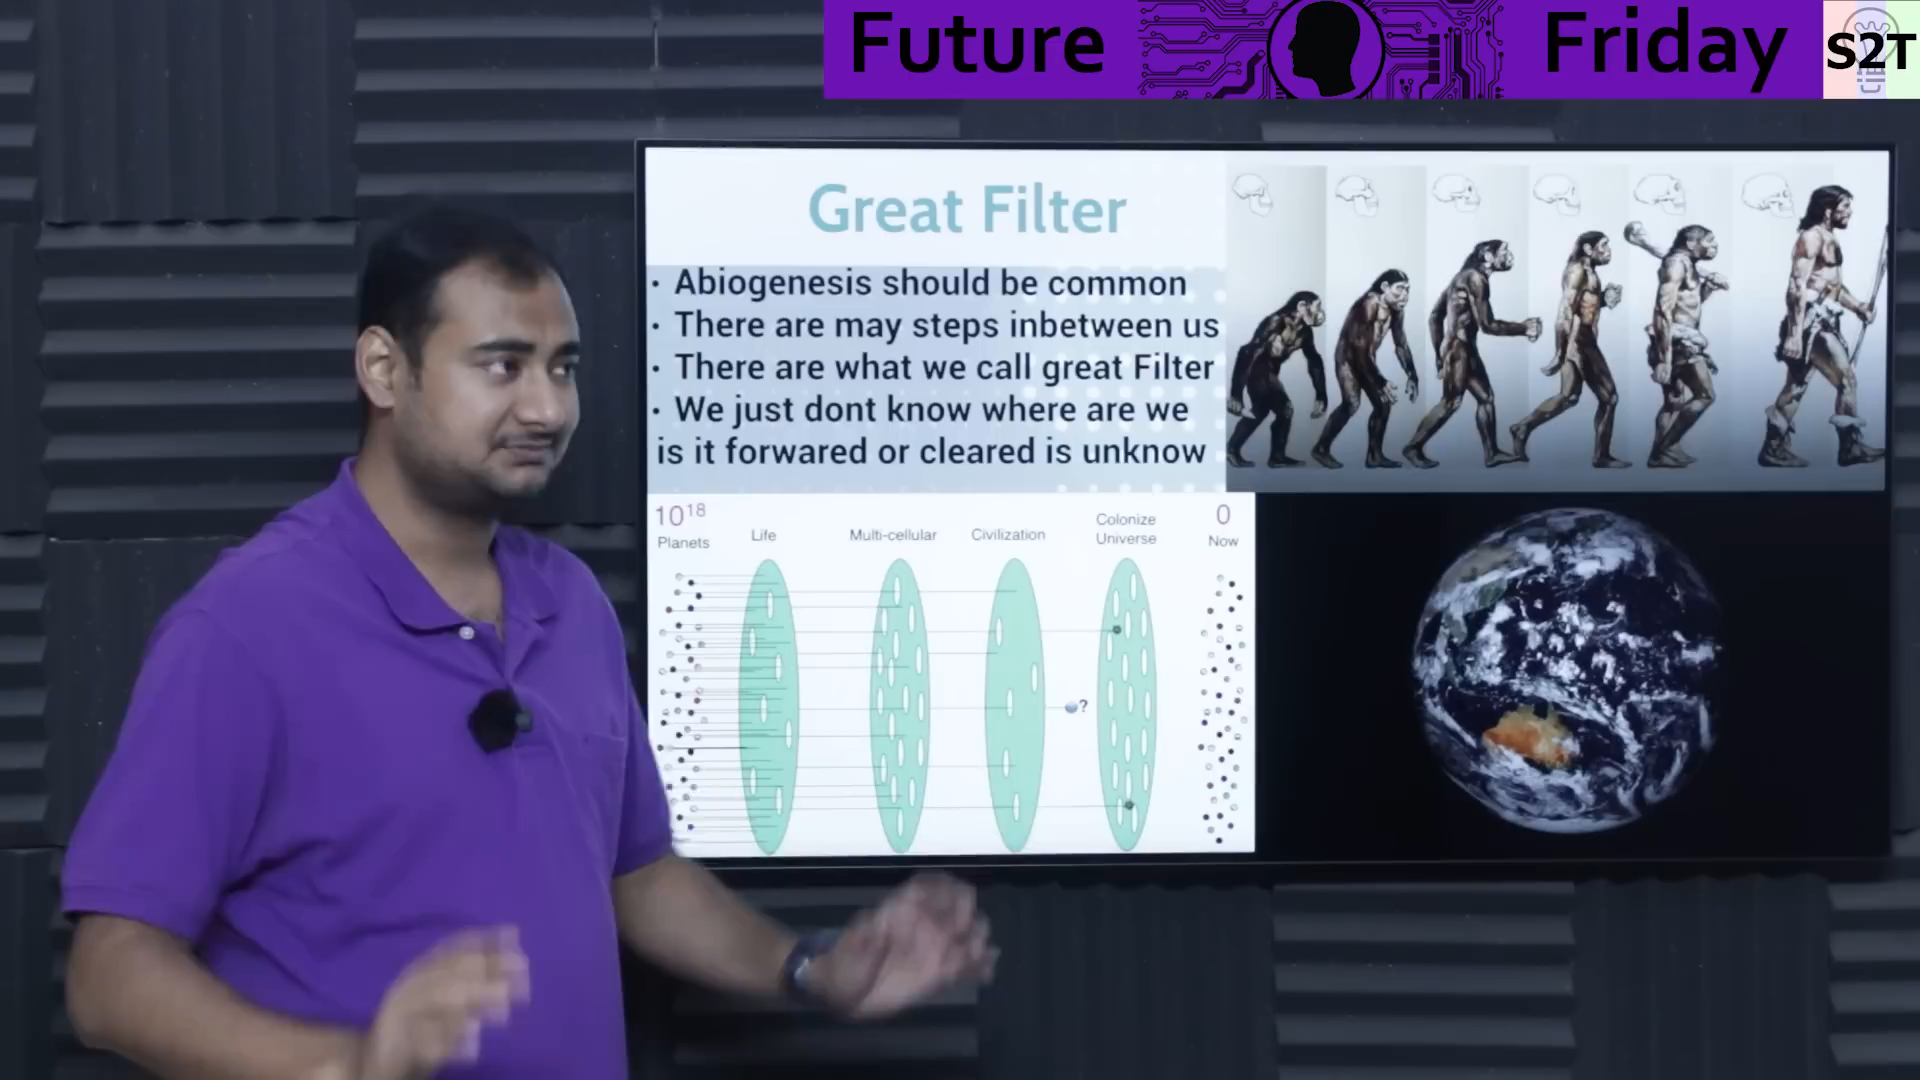 Future Friday
S2T
Great Filter
· Abiogenesis should be common
· There are may steps inbetween us
· There are what we call great Filter
· We just dont know where are we
is it forwared or cleared is unknow
10¹⁸
Planets
Life
Multi-cellular
Civilization
Colonize
Universe
0
Now
?